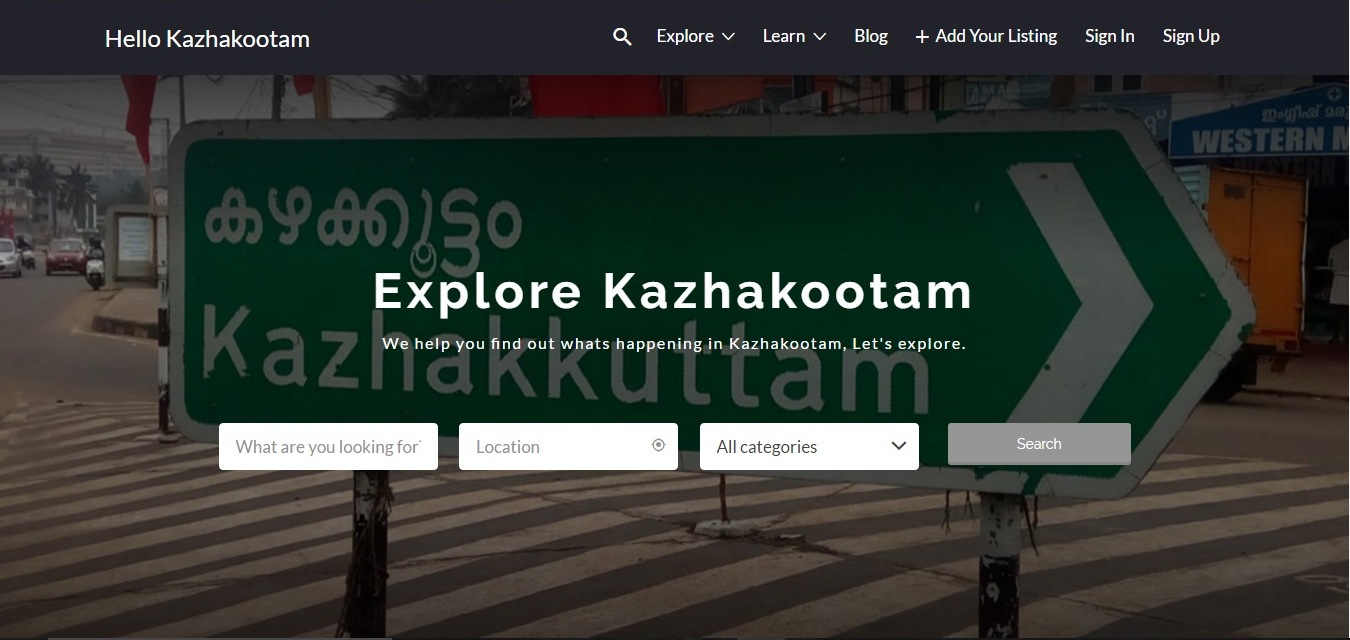 Hello Kazhakootam
Explore
Learn
Blog
+ Add Your Listing
Sign In
Sign Up
AMA
ഇംഗ്ലീഷ്
WESTERN M
കഴക്കൂട്ടം
Explore Kazhakootam
Kazhakkuttam
We help you find out whats happening in Kazhakootam, Let's explore.
What are you looking for
Location
All categories
Search